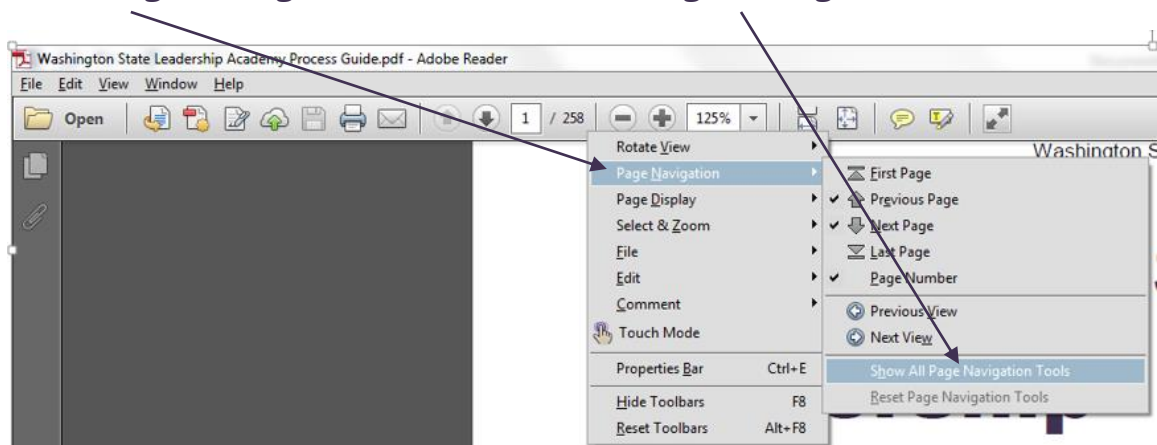 Washington State Leadership Academy Process Guide.pdf - Adobe Reader
File Edit View Window Help
Open 1 / 258 125%
Washington S
Rotate View
Page Navigation
Page Display
Select & Zoom
File
Edit
Comment
Touch Mode
Properties Bar Ctrl+E
Hide Toolbars F8
Reset Toolbars Alt+F8
First Page
Previous Page
Next Page
Last Page
Page Number
Previous View
Next View
Show All Page Navigation Tools
Reset Page Navigation Tools